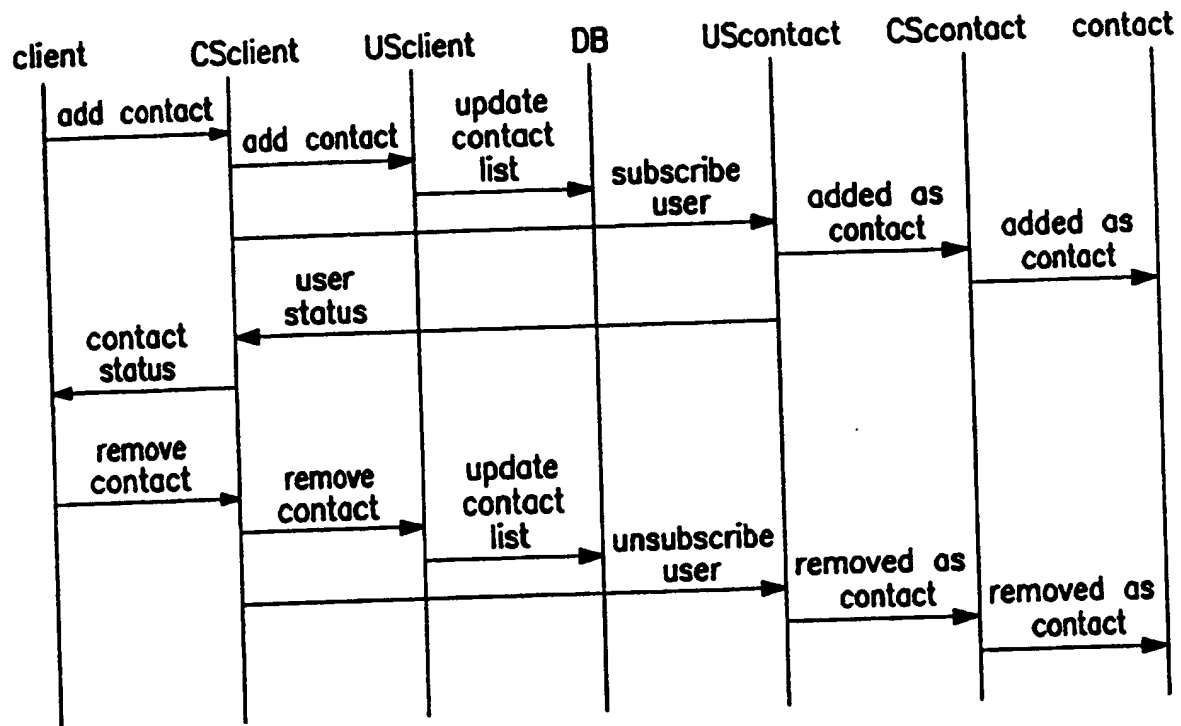 client
CSclient
USclient
DB
UScontact
CScontact
contact
add contact
add contact
update
contact
list
subscribe
user
added as
contact
added as
contact
user
status
contact
status
remove
contact
remove
contact
update
contact
list
unsubscribe
user
removed as
contact
removed as
contact